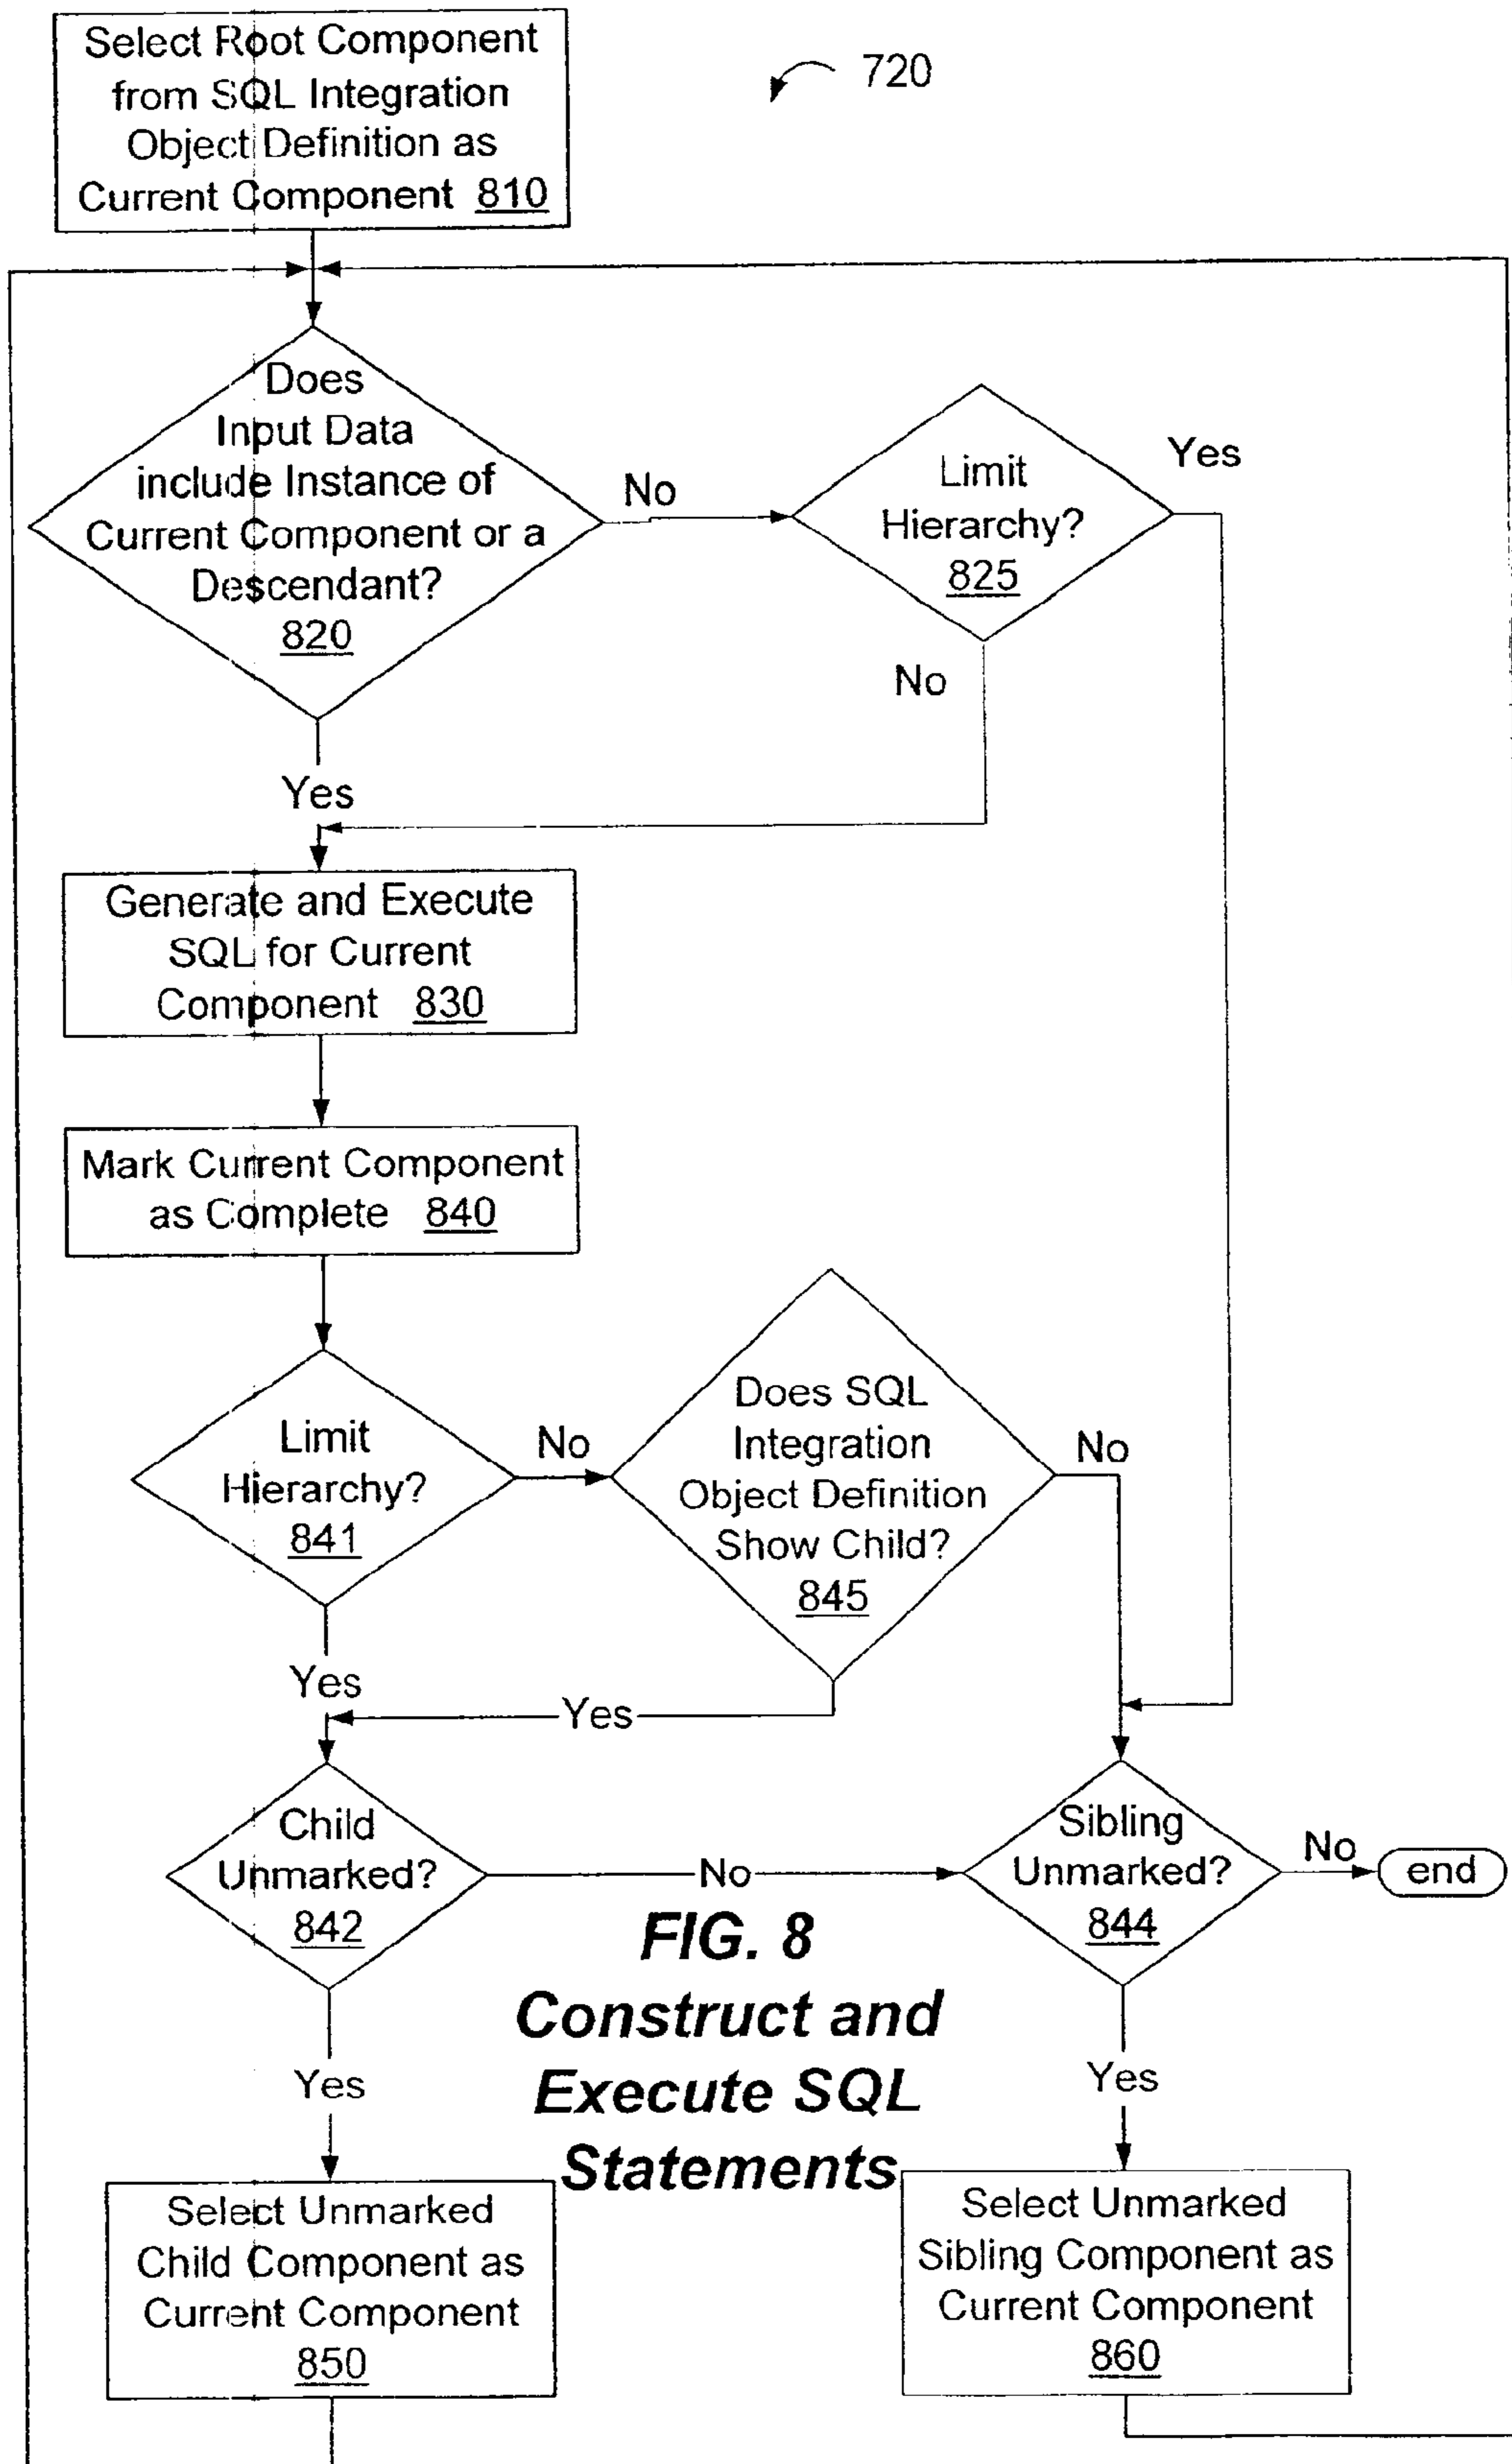 Select Root Component
from SQL Integration
Object Definition as
Current Component 810
720
Does
Input Data
include Instance of
Current Component or a
Descendant?
820
No
Limit
Hierarchy?
825
Yes
No
Yes
Generate and Execute
SQL for Current
Component 830
Mark Current Component
as Complete 840
Limit
Hierarchy?
841
No
Does SQL
Integration
Object Definition
Show Child?
845
No
Yes
Yes
Child
Unmarked?
842
No
Sibling
Unmarked?
844
No
end
FIG. 8
Construct and
Execute SQL
Statements
Yes
Yes
Select Unmarked
Child Component as
Current Component
850
Select Unmarked
Sibling Component as
Current Component
860